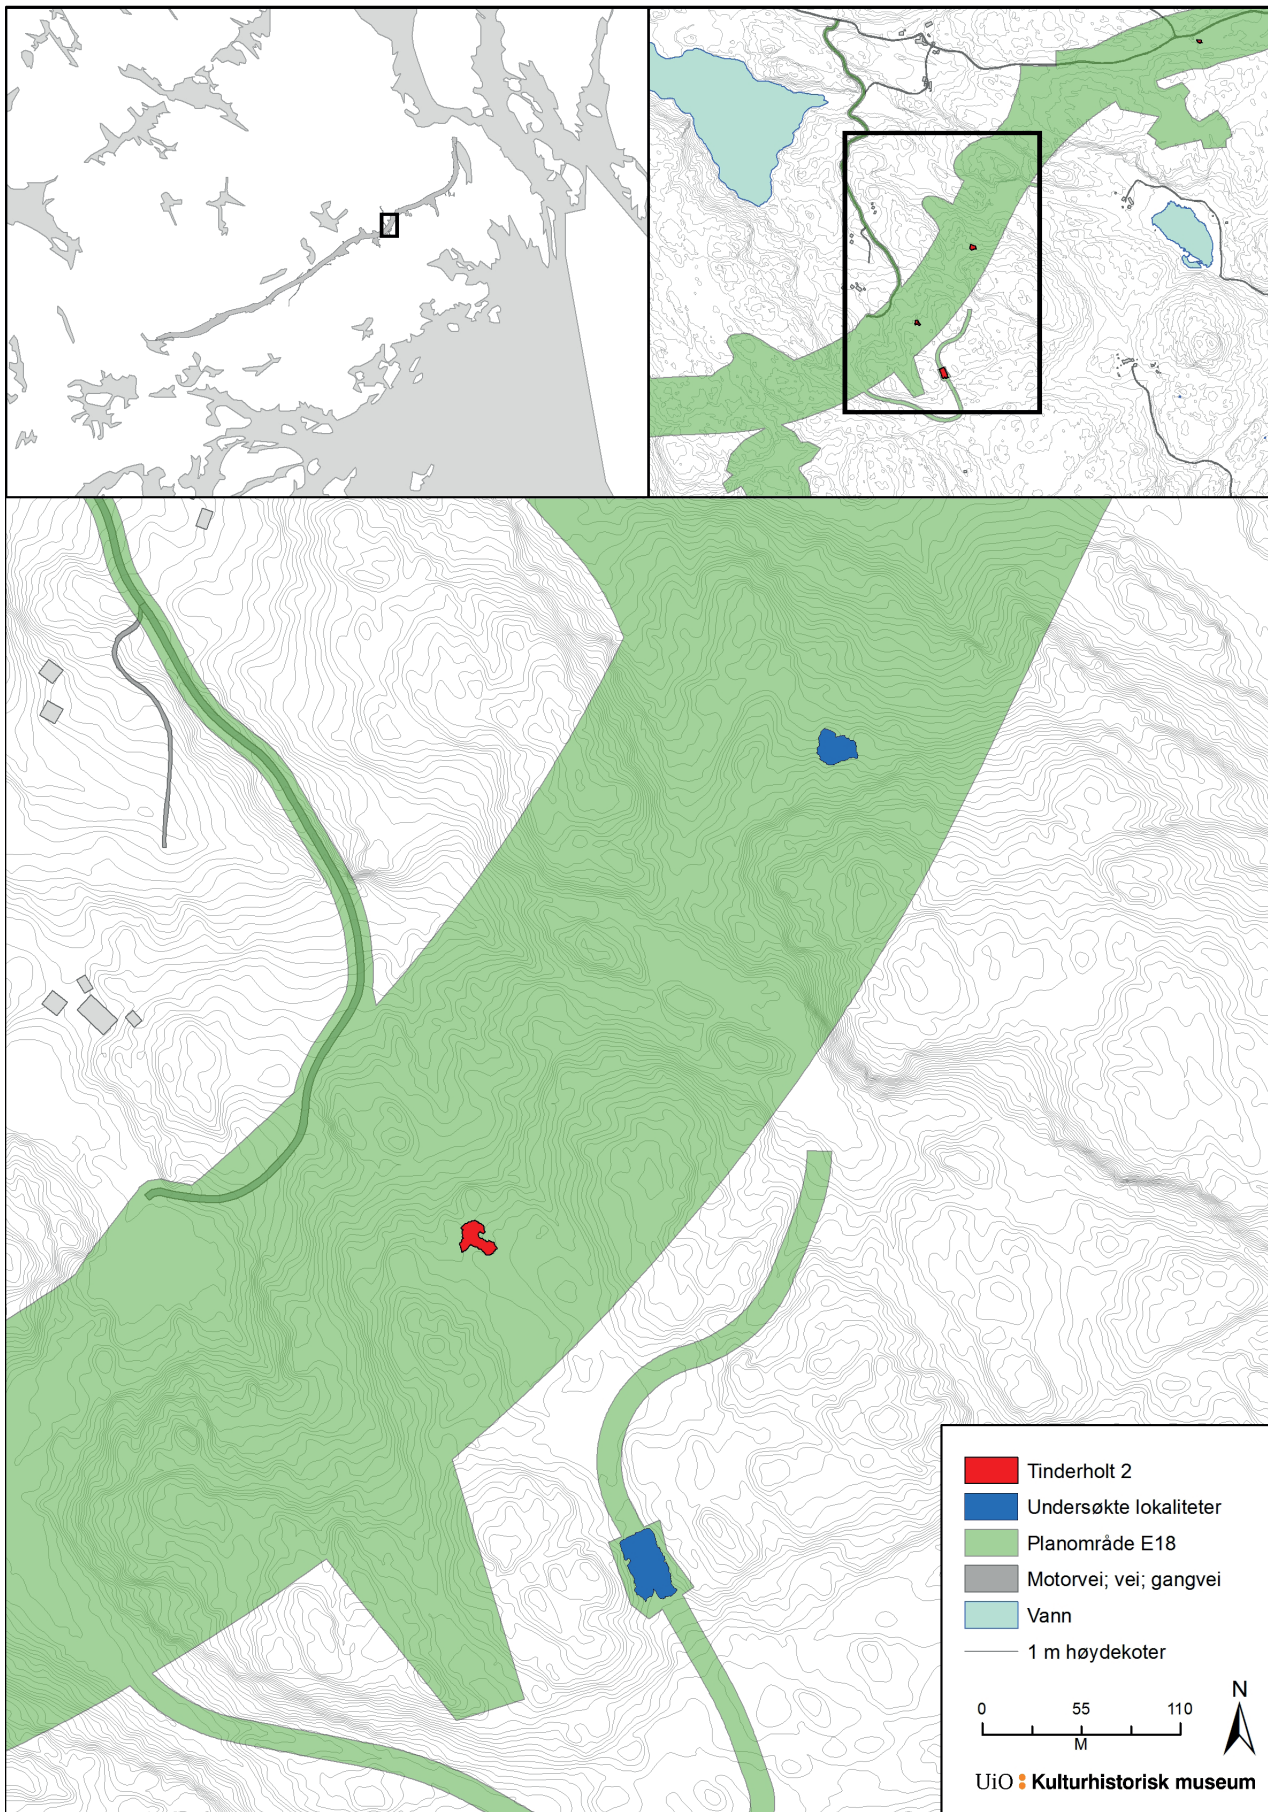 Tinderholt 2
Undersøkte lokaliteter
Planområde E18
Motorvei; vei; gangvei
Vann
1 m høydekoter
0 55 110
M
N
UiO Kulturhistorisk museum